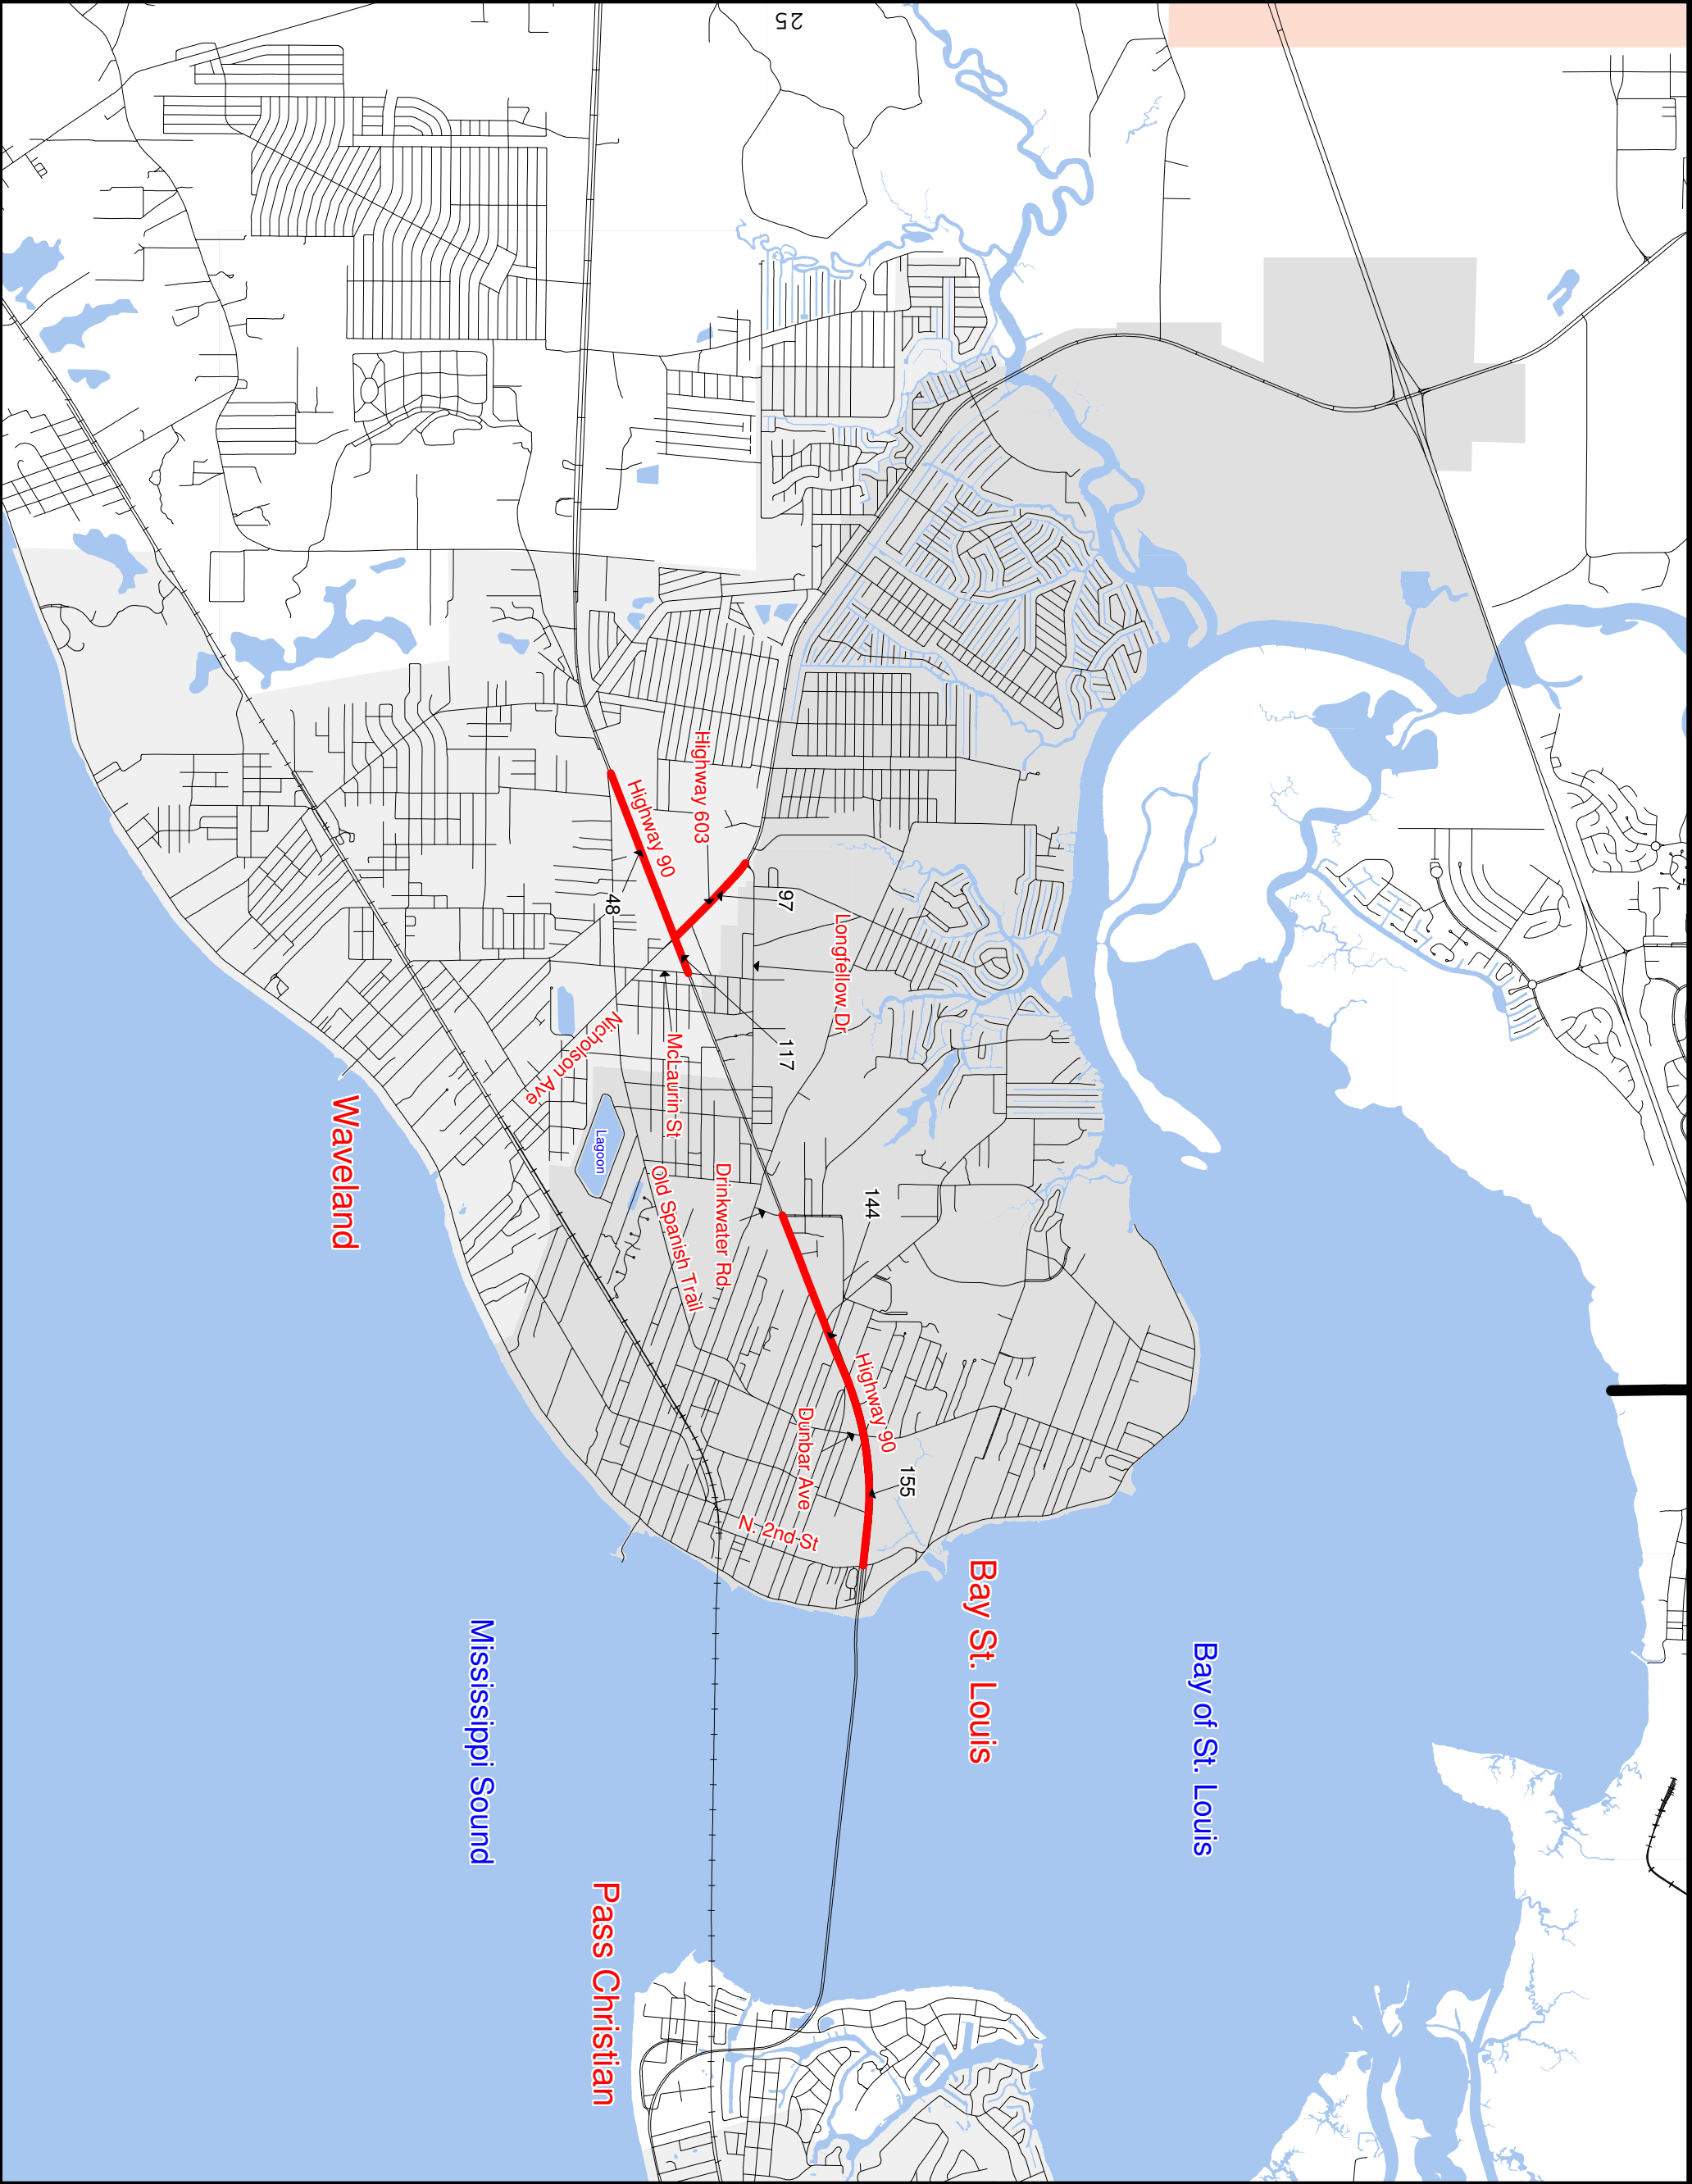 25
Highway 603
Highway 90
48
97
Longfellow Dr
117
Nicholson Ave
McLaurin St
Waveland
Lagoon
Old Spanish Trail
Drinkwater Rd
144
Highway 90
Dunbar Ave
155
N. 2nd St
Bay St. Louis
Bay of St. Louis
Mississippi Sound
Pass Christian